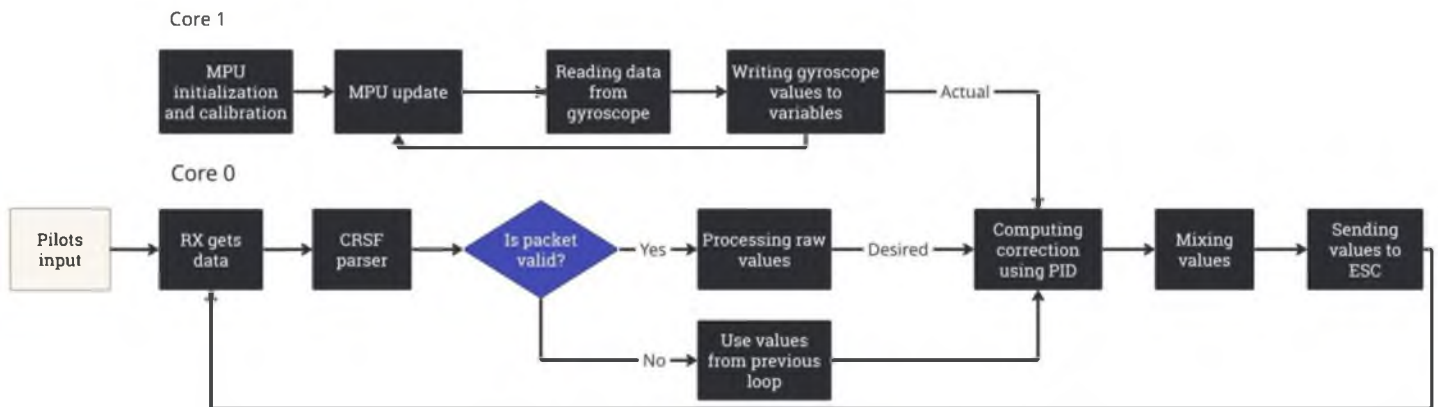 Core 1
MPU
initialization
and calibration
MPU update
Reading data
from
gyroscope
Writing gyroscope
values to
variables
Actual
Core 0
Pilots
input
RX gets
data
CRSF
parser
Is packet
valid?
Yes
Processing raw
values
Desired
Computing
correction
using PID
Mixing
values
Sending
values to
ESC
No
Use values
from previous
loop